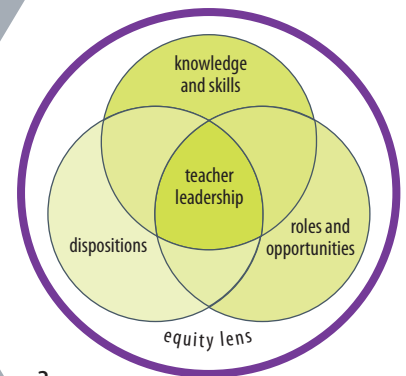 knowledge
and skills
teacher
leadership
dispositions
roles and
opportunities
equity lens